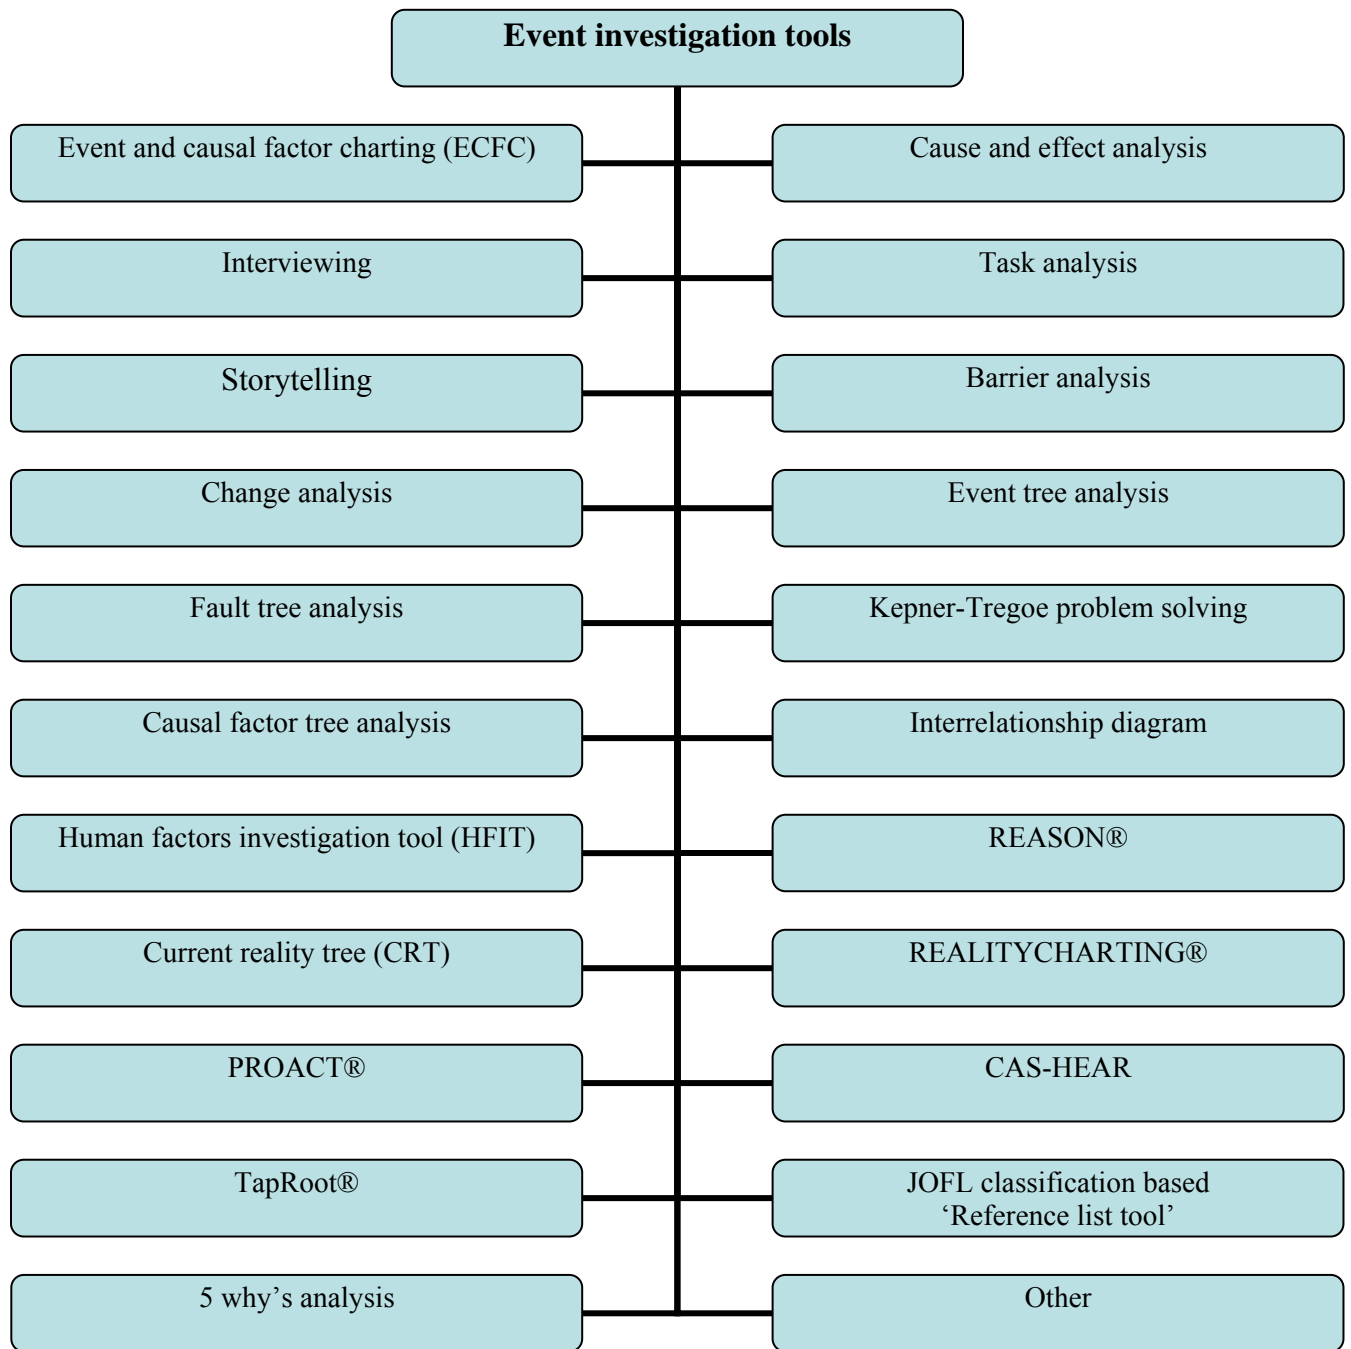 Event investigation tools
Event and causal factor charting (ECFC)
Cause and effect analysis
Interviewing
Task analysis
Storytelling
Barrier analysis
Change analysis
Event tree analysis
Fault tree analysis
Kepner-Tregoe problem solving
Causal factor tree analysis
Interrelationship diagram
Human factors investigation tool (HFIT)
REASON®
Current reality tree (CRT)
REALITYCHARTING®
PROACT®
CAS-HEAR
TapRoot®
JOFL classification based
‘Reference list tool’
5 why’s analysis
Other